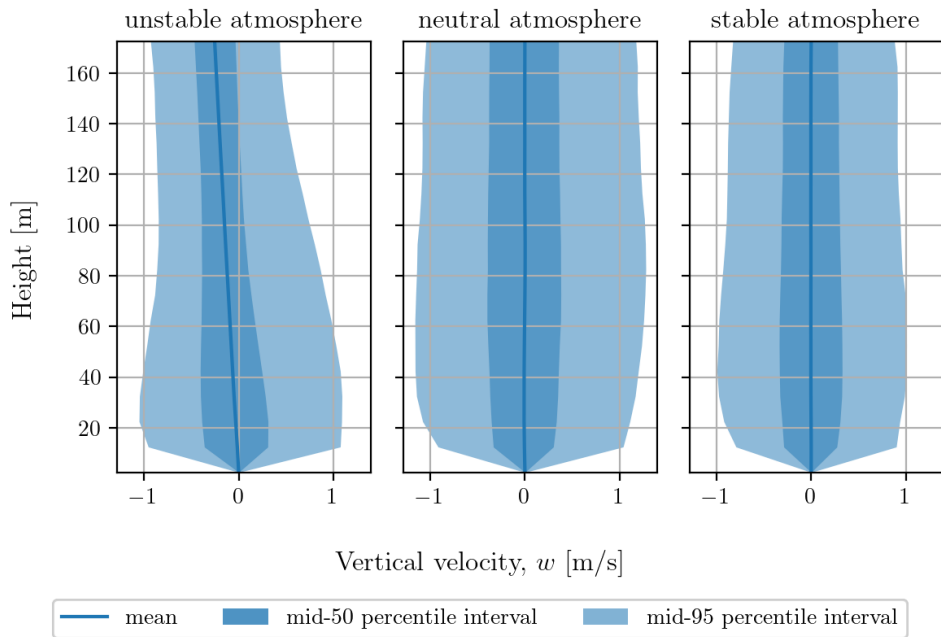 unstable atmosphere neutral atmosphere stable atmosphere
160
140
120
100
80
60
40
20
Height [m]
−1 0 1 −1 0 1 −1 0 1
Vertical velocity, w [m/s]
mean mid-50 percentile interval mid-95 percentile interval